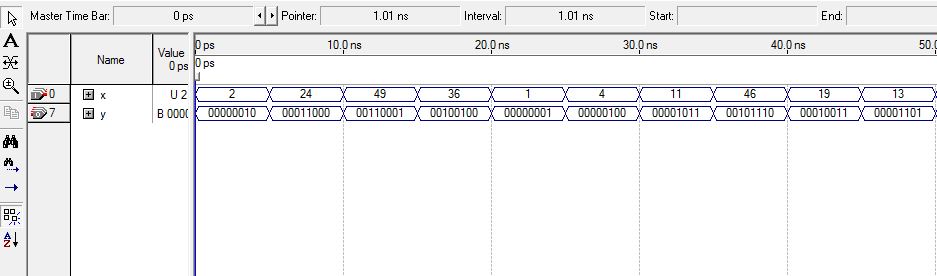 Master Time Bar: 0 ps Pointer: 1.01 ns Interval: 1.01 ns Start: End:
Name Value 0 ps
0 ps 10.0 ns 20.0 ns 30.0 ns 40.0 ns 50.0
0 ps
0 x U 2 2 24 49 36 1 4 11 46 19 13
7 y B 0000 00000010 00011000 00110001 00100100 00000001 00000100 00001011 00101110 00010011 00001101